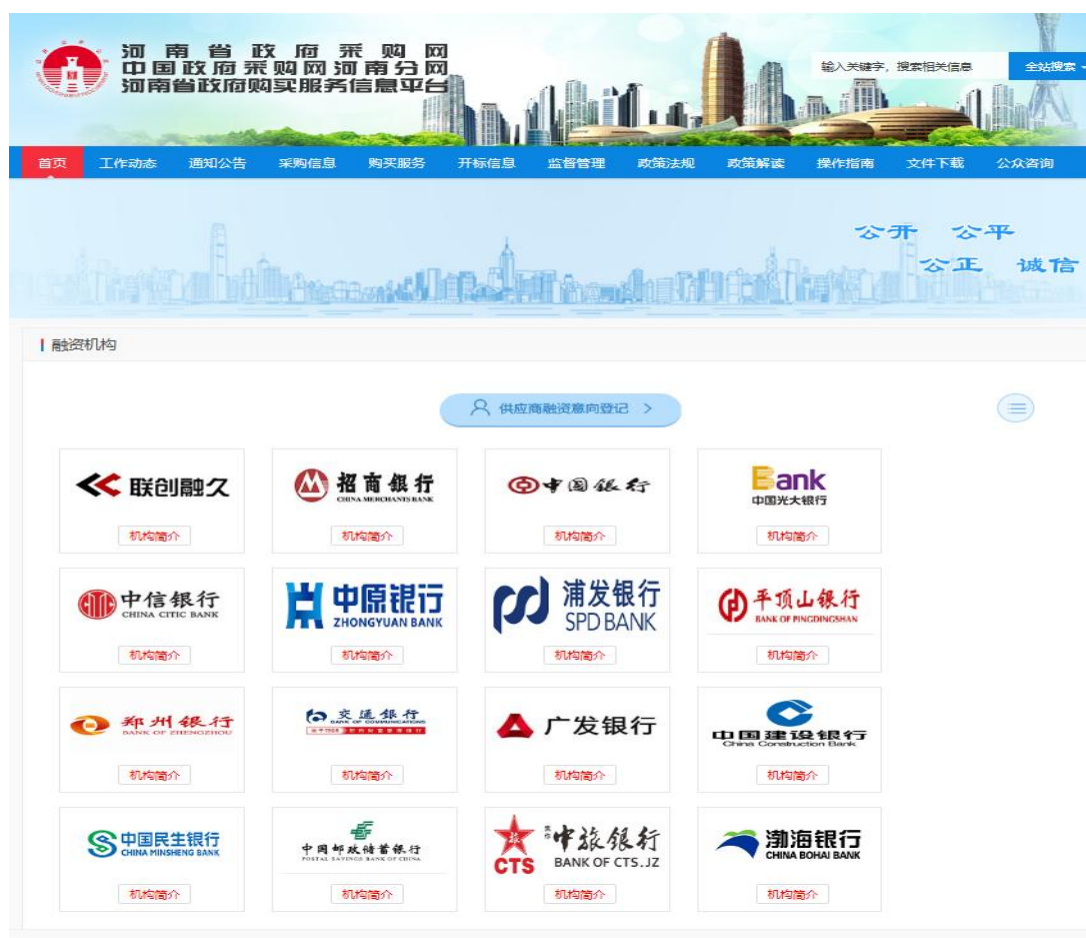 河南省政府采购网
中国政府采购网河南分网
河南省政府购买服务信息平台
输入关键字，搜索相关信息 全站搜索
首页 工作动态 通知公告 采购信息 购买服务 开标信息 监督管理 政策法规 政策解读 操作指南 文件下载 公众咨询
公开 公平
公正 诚信
融资机构
供应商融资意向登记 >
联创融久 招商银行 中国银行 Bank
CHINA MERCHANTS BANK 中国光大银行
机构简介 机构简介 机构简介 机构简介
中信银行 中原银行 浦发银行 平顶山银行
CHINA CITIC BANK ZHONGYUAN BANK SPD BANK BANK OF PINGDINGSHAN
机构简介 机构简介 机构简介 机构简介
郑州银行 交通银行 广发银行 中国建设银行
BANK OF ZHENGZHOU BANK OF COMMUNICATIONS China Construction Bank
机构简介 机构简介 机构简介 机构简介
中国民生银行 中国邮政储蓄银行 旅 焦作中旅银行 渤海银行
CHINA MINSHENG BANK POSTAL SAVINGS BANK OF CHINA CTS BANK OF CTS.JZ CHINA BOHAI BANK
机构简介 机构简介 机构简介 机构简介